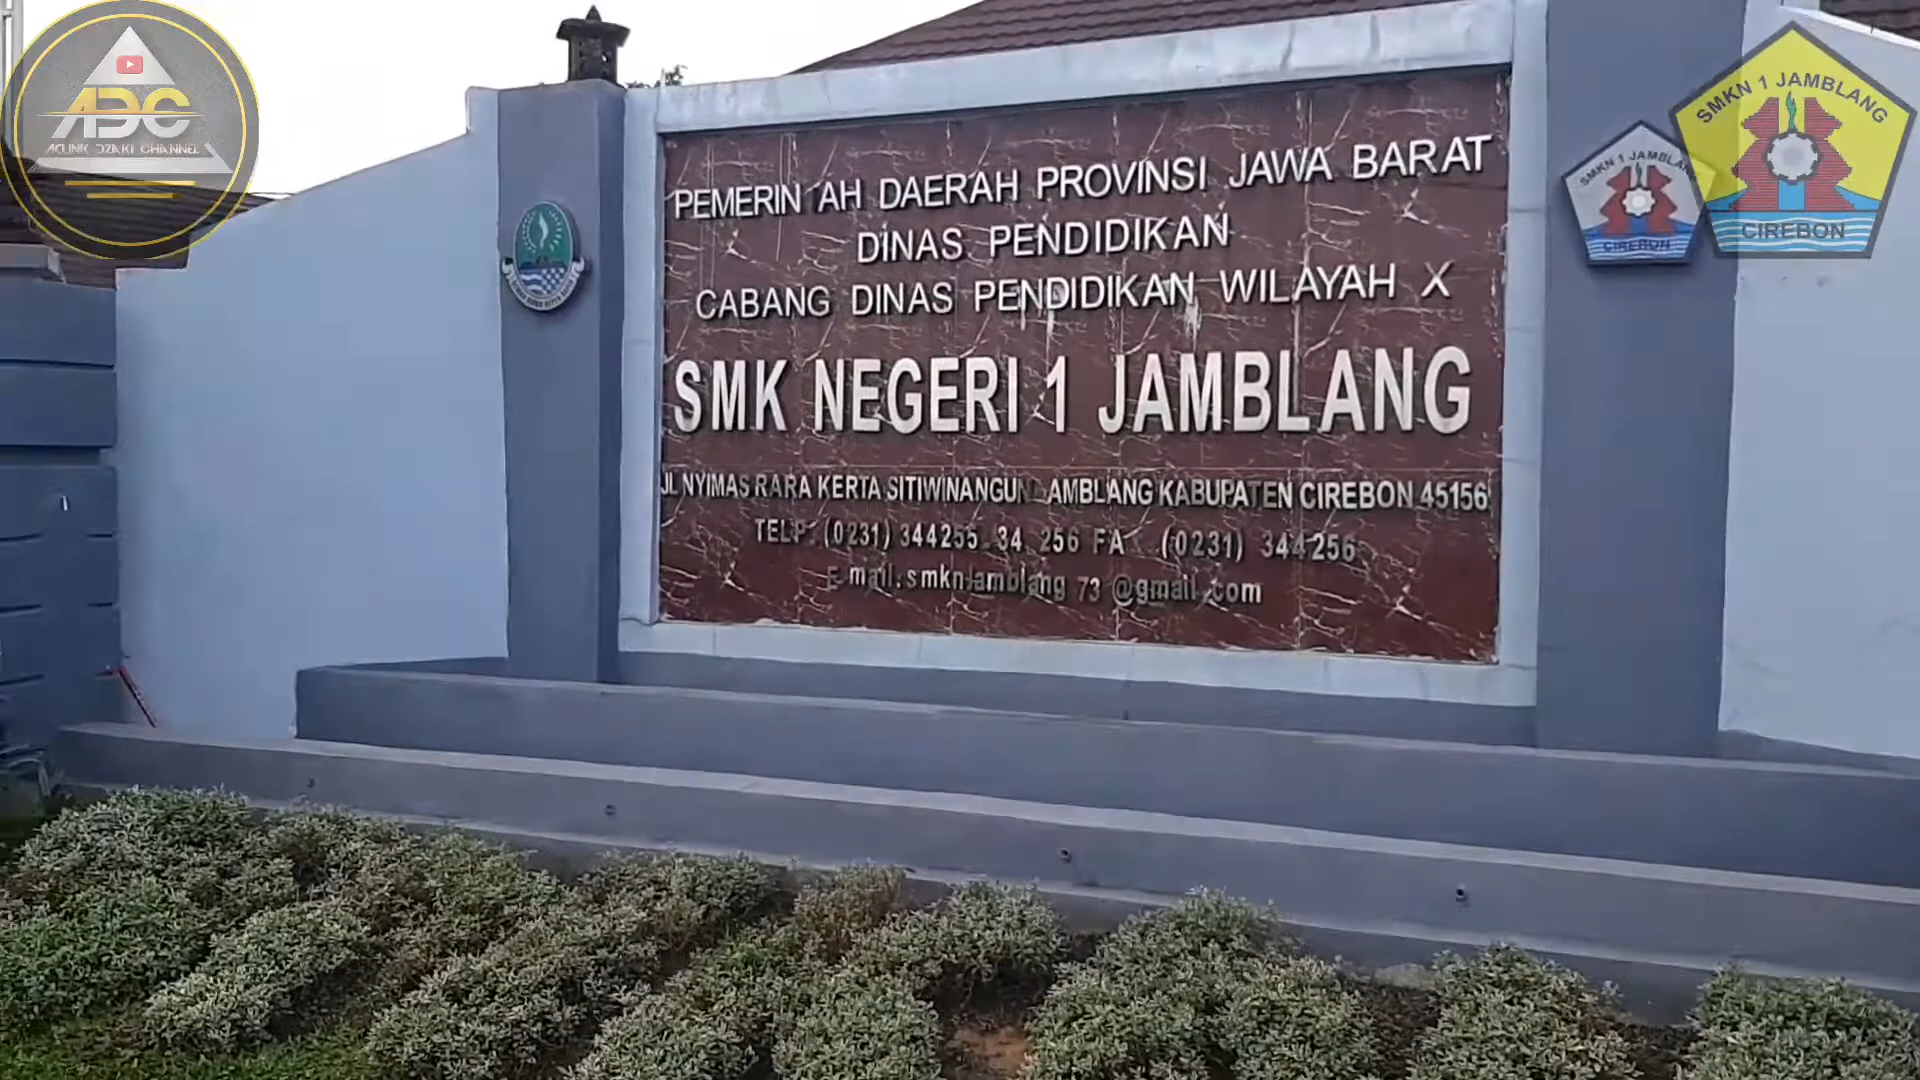 ADC
ACUNK DZAKI CHANNEL
SMKN 1 JAMBLANG
CIREBON
SMKN 1 JAMBLANG
CIREBON
PEMERIN AH DAERAH PROVINSI JAWA BARAT
DINAS PENDIDIKAN
CABANG DINAS PENDIDIKAN WILAYAH X
SMK NEGERI 1 JAMBLANG
JL NYIMAS RARA KERTA SITIWINANGUN AMBLANG KABUPATEN CIREBON 45156
TELP. (0231) 344255 34 256 FA (0231) 344256
E mail. smknjamblang 73 @gmail.com